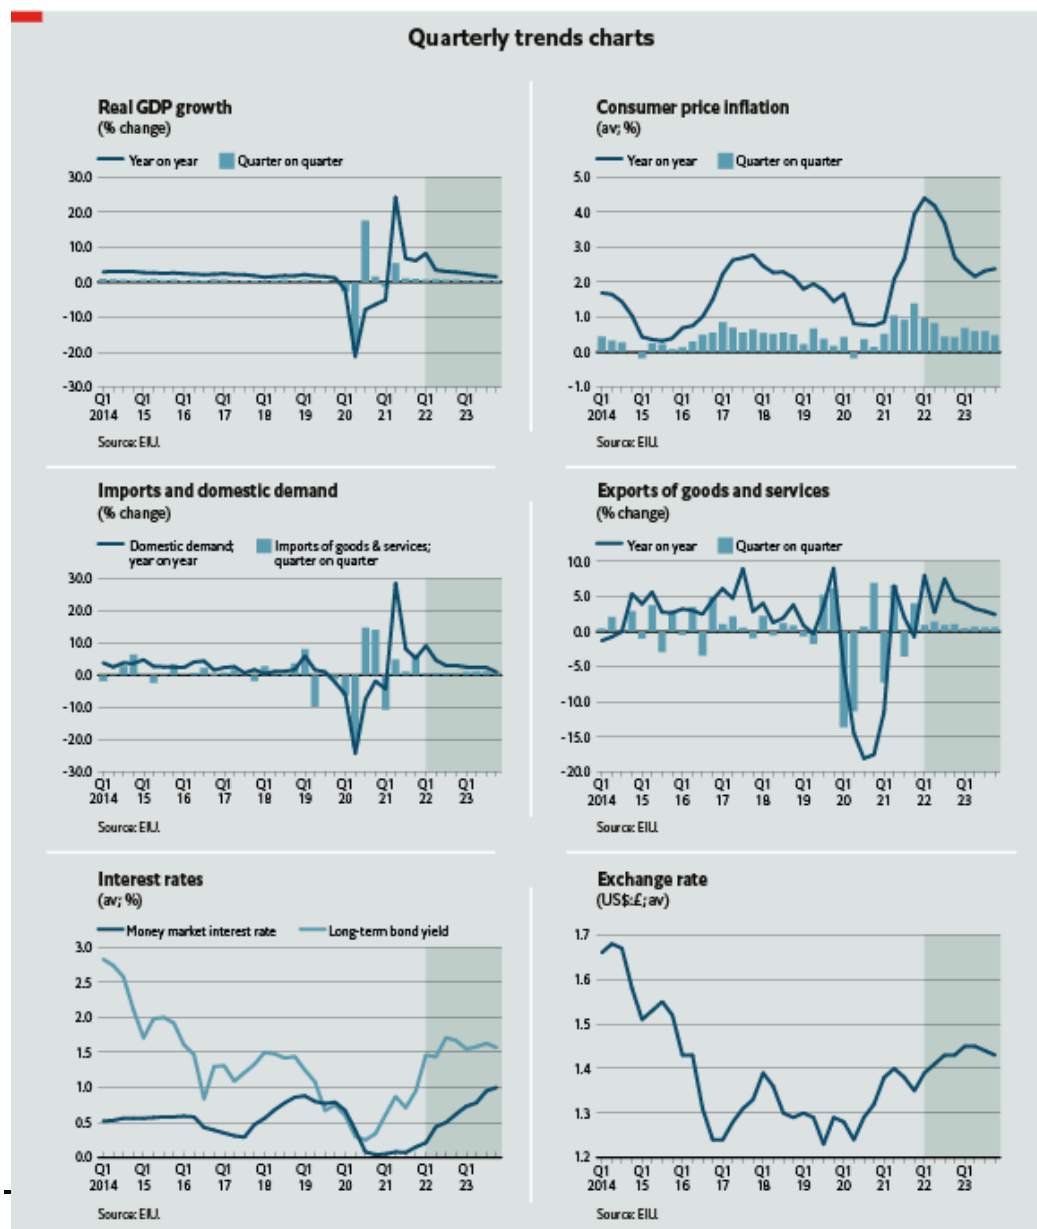 Quarterly trends charts
Real GDP growth
(% change)
Year on year Quarter on quarter
30.0
20.0
10.0
0.0
-10.0
-20.0
-30.0
Q1 Q1 Q1 Q1 Q1 Q1 Q1 Q1 Q1 Q1
2014 15 16 17 18 19 20 21 22 23
Source: EIU.
Consumer price inflation
(av; %)
Year on year Quarter on quarter
5.0
4.0
3.0
2.0
1.0
0.0
-1.0
Q1 Q1 Q1 Q1 Q1 Q1 Q1 Q1 Q1 Q1
2014 15 16 17 18 19 20 21 22 23
Source: EIU.
Imports and domestic demand
(% change)
Domestic demand; Imports of goods & services;
year on year quarter on quarter
30.0
20.0
10.0
0.0
-10.0
-20.0
-30.0
Q1 Q1 Q1 Q1 Q1 Q1 Q1 Q1 Q1 Q1
2014 15 16 17 18 19 20 21 22 23
Source: EIU.
Exports of goods and services
(% change)
Year on year Quarter on quarter
10.0
5.0
0.0
-5.0
-10.0
-15.0
-20.0
Q1 Q1 Q1 Q1 Q1 Q1 Q1 Q1 Q1 Q1
2014 15 16 17 18 19 20 21 22 23
Source: EIU.
Interest rates
(av; %)
Money market interest rate Long-term bond yield
3.0
2.5
2.0
1.5
1.0
0.5
0.0
Q1 Q1 Q1 Q1 Q1 Q1 Q1 Q1 Q1 Q1
2014 15 16 17 18 19 20 21 22 23
Source: EIU.
Exchange rate
(US$:£; av)
1.7
1.6
1.5
1.4
1.3
1.2
Q1 Q1 Q1 Q1 Q1 Q1 Q1 Q1 Q1 Q1
2014 15 16 17 18 19 20 21 22 23
Source: EIU.